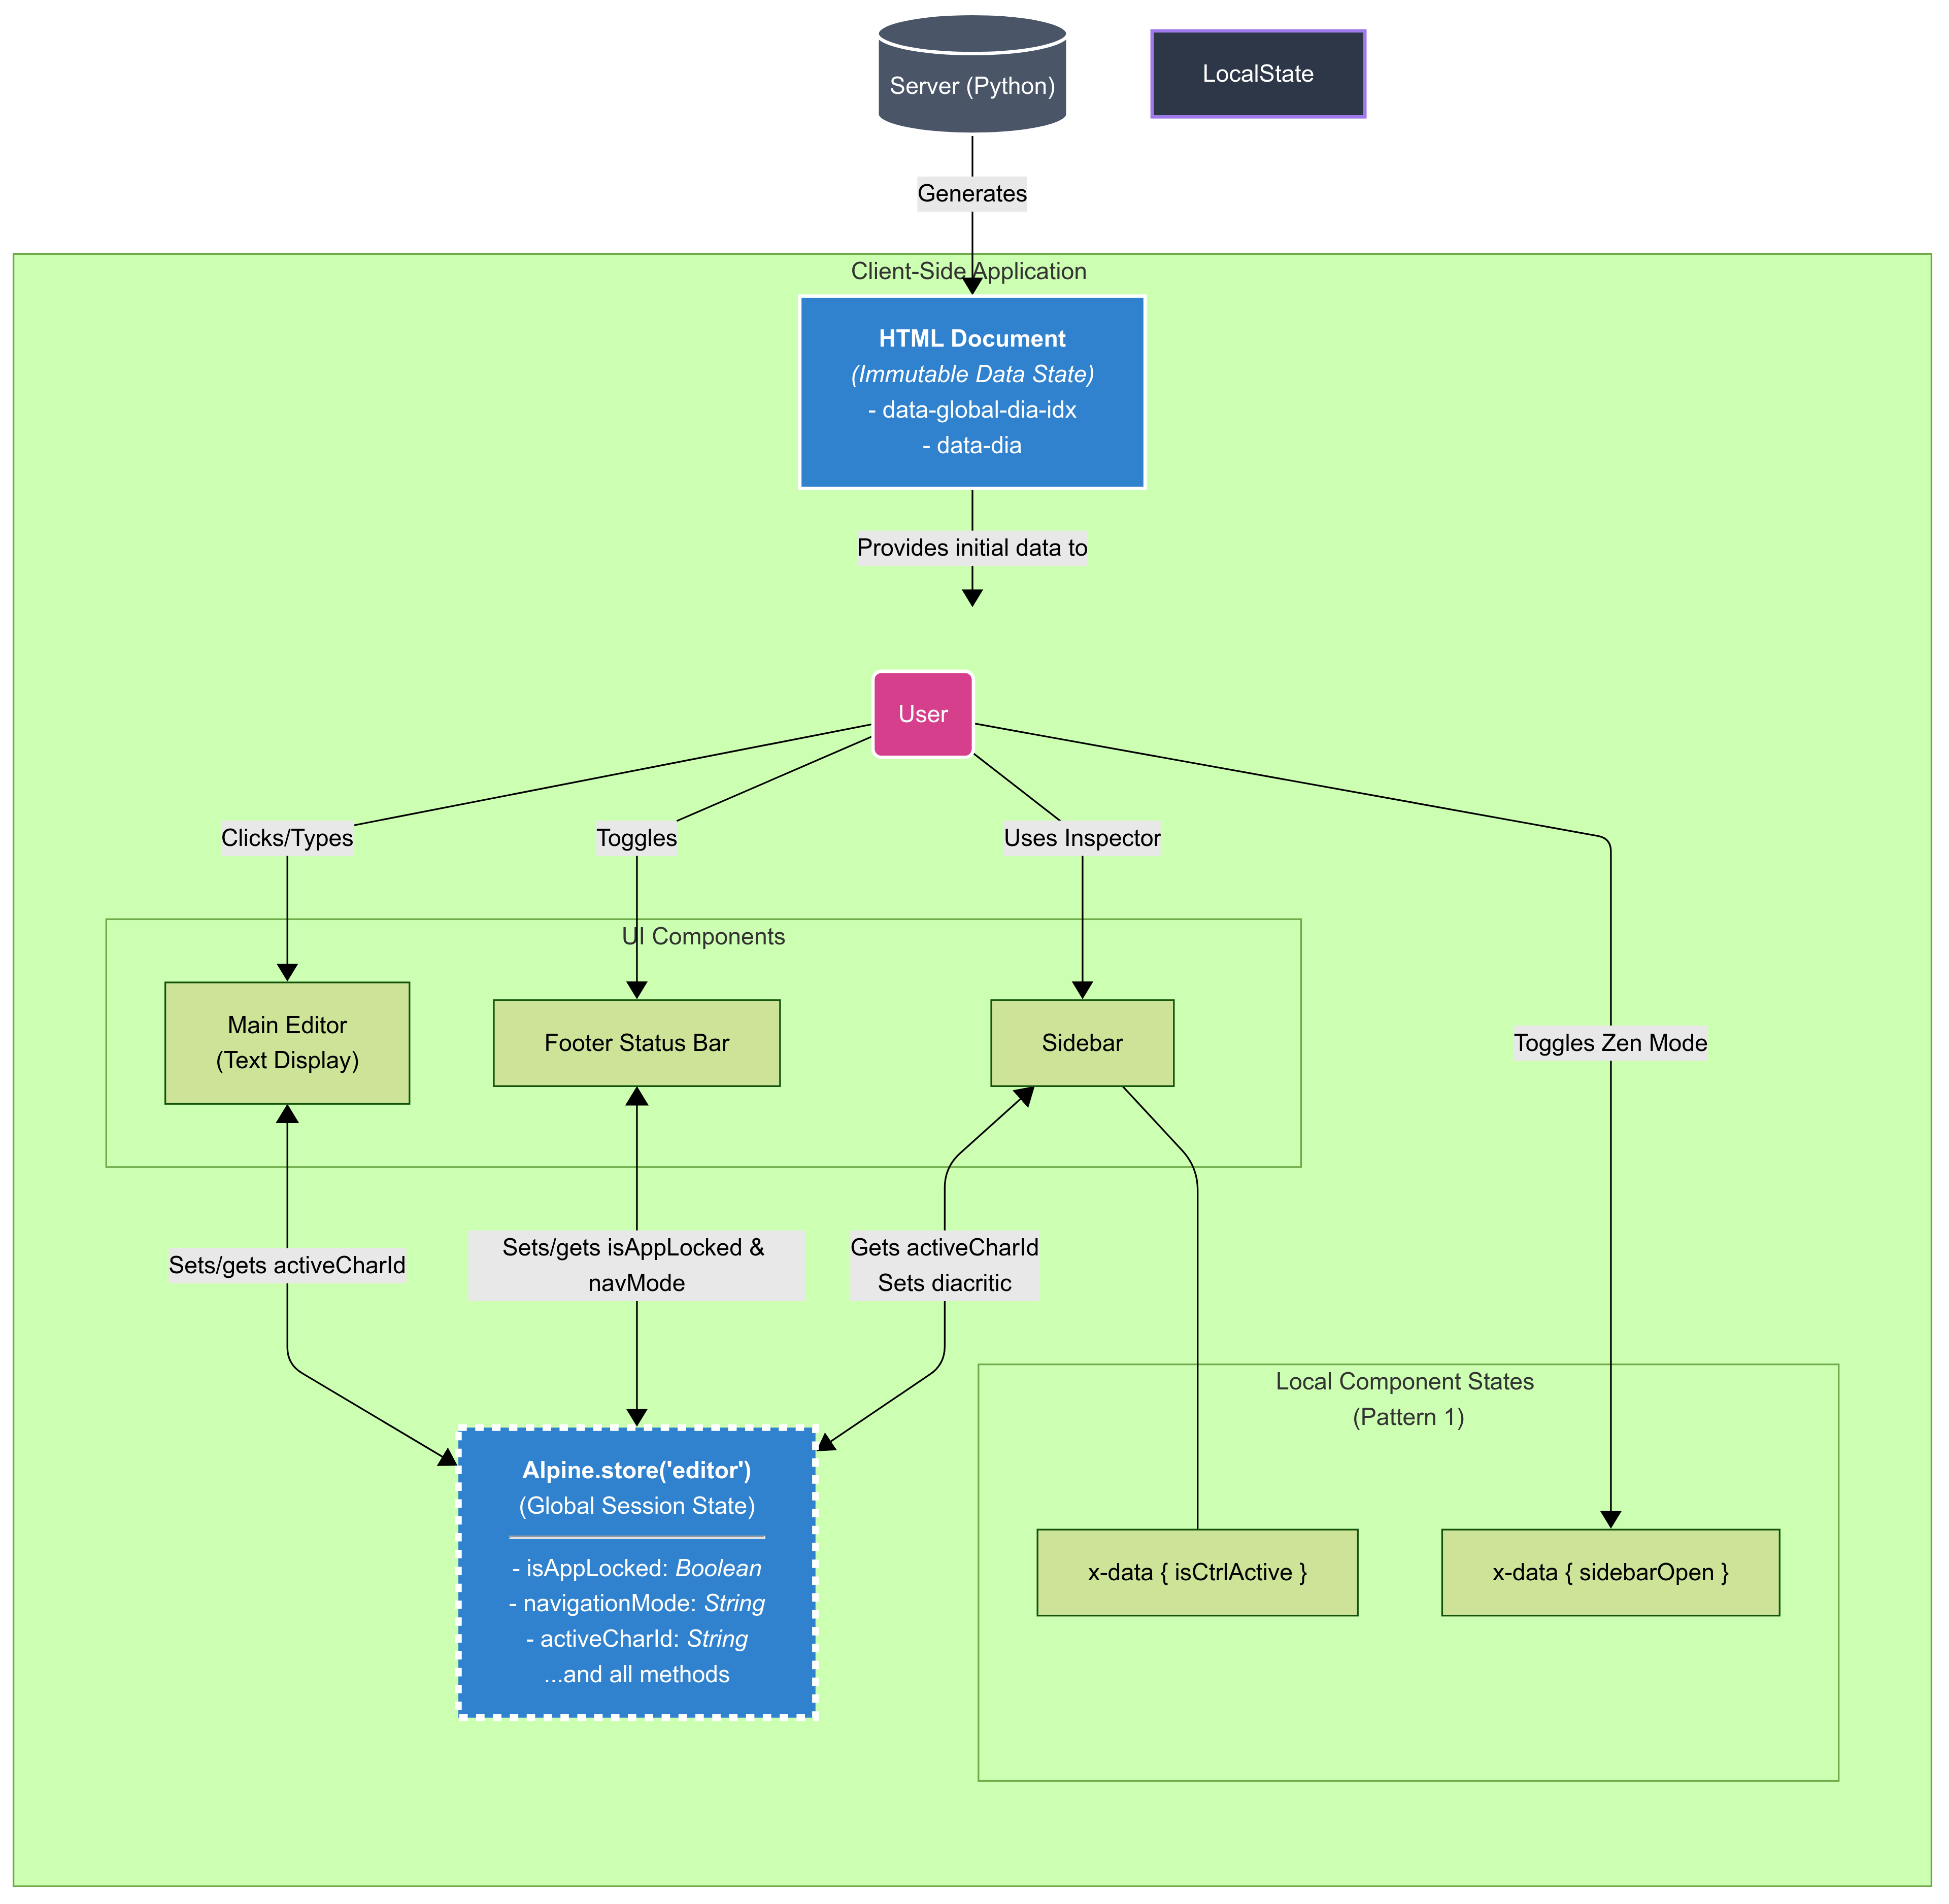 Server (Python)
LocalState
Generates
Client-Side Application
HTML Document
(Immutable Data State)
- data-global-dia-idx
- data-dia
Provides initial data to
User
Clicks/Types
Toggles
Uses Inspector
UI Components
Main Editor
(Text Display)
Footer Status Bar
Sidebar
Toggles Zen Mode
Sets/gets activeCharId
Sets/gets isAppLocked &
navMode
Gets activeCharId
Sets diacritic
Local Component States
(Pattern 1)
Alpine.store('editor')
(Global Session State)
- isAppLocked: Boolean
- navigationMode: String
- activeCharId: String
...and all methods
x-data { isCtrlActive }
x-data { sidebarOpen }